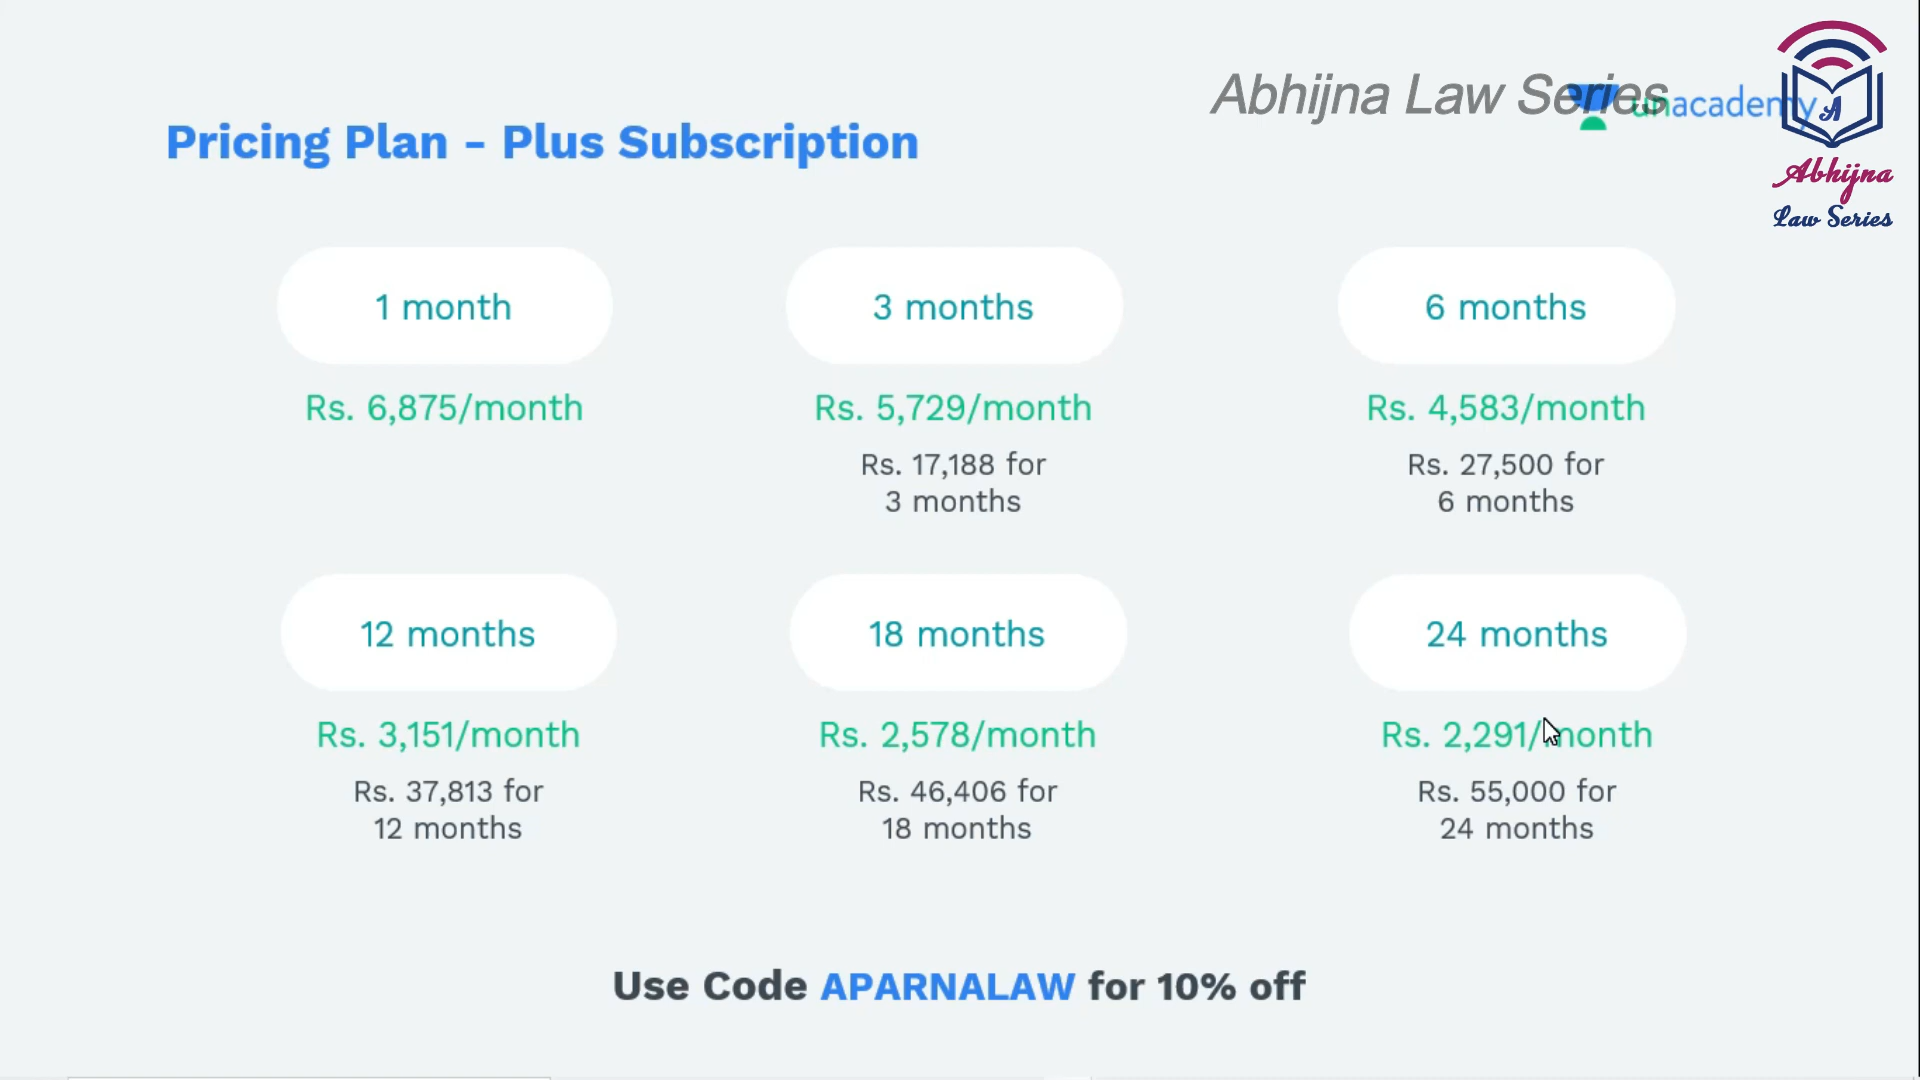 Abhijna Law Series
unacademy
A
Abhijna
Law Series
Pricing Plan - Plus Subscription
1 month
3 months
6 months
Rs. 6,875/month
Rs. 5,729/month
Rs. 4,583/month
Rs. 17,188 for
3 months
Rs. 27,500 for
6 months
12 months
18 months
24 months
Rs. 3,151/month
Rs. 2,578/month
Rs. 2,291/month
Rs. 37,813 for
12 months
Rs. 46,406 for
18 months
Rs. 55,000 for
24 months
Use Code APARNALAW for 10% off